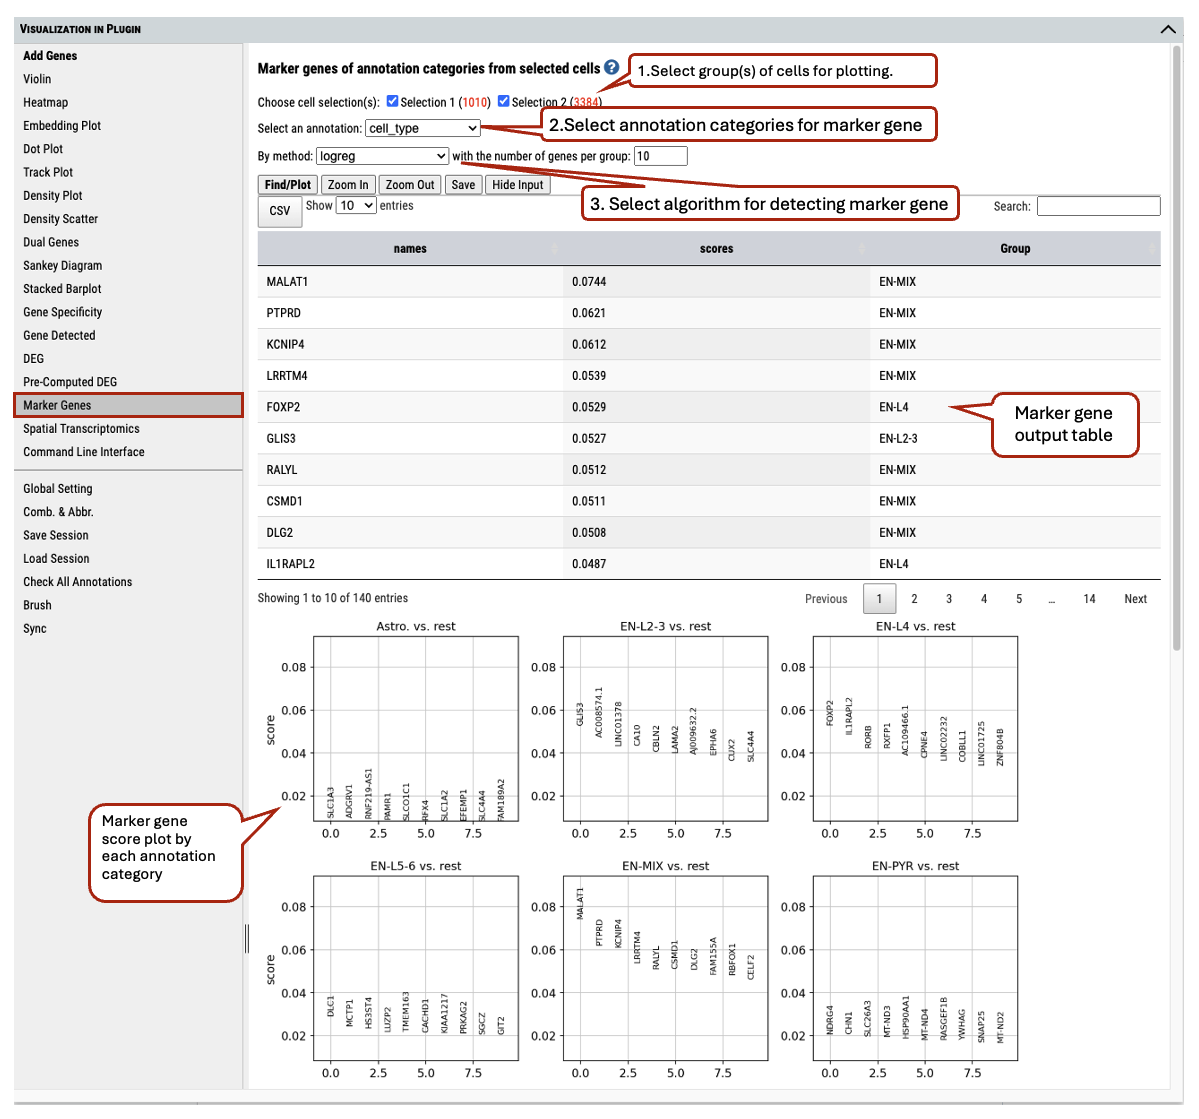 VISUALIZATION IN PLUGIN
Add Genes
Violin
Heatmap
Embedding Plot
Dot Plot
Track Plot
Density Plot
Density Scatter
Dual Genes
Sankey Diagram
Stacked Barplot
Gene Specificity
Gene Detected
DEG
Pre-Computed DEG
Marker Genes
Spatial Transcriptomics
Command Line Interface
Global Setting
Comb. & Abbr.
Save Session
Load Session
Check All Annotations
Brush
Sync
Marker genes of annotation categories from selected cells ?
1.Select group(s) of cells for plotting.
Choose cell selection(s): Selection 1 (1010) Selection 2 (3384)
Select an annotation: cell_type
2.Select annotation categories for marker gene
By method: logreg with the number of genes per group: 10
Find/Plot Zoom In Zoom Out Save Hide Input
3. Select algorithm for detecting marker gene
CSV Show 10 entries Search:
names scores Group
MALAT1 0.0744 EN-MIX
PTPRD 0.0621 EN-MIX
KCNIP4 0.0612 EN-MIX
LRRTM4 0.0539 EN-MIX
FOXP2 0.0529 EN-L4
GLIS3 0.0527 EN-L2-3
RALYL 0.0512 EN-MIX
CSMD1 0.0511 EN-MIX
DLG2 0.0508 EN-MIX
IL1RAPL2 0.0487 EN-L4
Marker gene
output table
Showing 1 to 10 of 140 entries
Previous 1 2 3 4 5 ... 14 Next
Astro. vs. rest
score
0.08
0.06
0.04
0.02
SLC1A3
ADGRV1
RNF219-AS1
PAMR1
SLCO1C1
RFX4
SLC1A2
EFEMP1
SLC4A4
FAM189A2
0.0 2.5 5.0 7.5
EN-L2-3 vs. rest
0.08
0.06
0.04
0.02
GLIS3
AC008574.1
LINC01378
CA10
CBLN2
LAMA2
AJ009632.2
EPHA6
CUX2
SLC4A4
0.0 2.5 5.0 7.5
EN-L4 vs. rest
0.08
0.06
0.04
0.02
FOXP2
IL1RAPL2
RORB
RXFP1
AC109466.1
CPNE4
LINC02232
COBLL1
LINC01725
ZNF804B
0.0 2.5 5.0 7.5
Marker gene
score plot by
each annotation
category
EN-L5-6 vs. rest
score
0.08
0.06
0.04
0.02
DLC1
MCTP1
HS3ST4
LUZP2
TMEM163
CACHD1
KIAA1217
PRKAG2
SGCZ
GIT2
0.0 2.5 5.0 7.5
EN-MIX vs. rest
0.08
0.06
0.04
0.02
MALAT1
PTPRD
KCNIP4
LRRTM4
RALYL
CSMD1
DLG2
FAM155A
RBFOX1
CELF2
0.0 2.5 5.0 7.5
EN-PYR vs. rest
0.08
0.06
0.04
0.02
NDRG4
CHN1
SLC26A3
MT-ND3
HSP90AA1
MT-ND4
RASGEF1B
YWHAG
SNAP25
MT-ND2
0.0 2.5 5.0 7.5